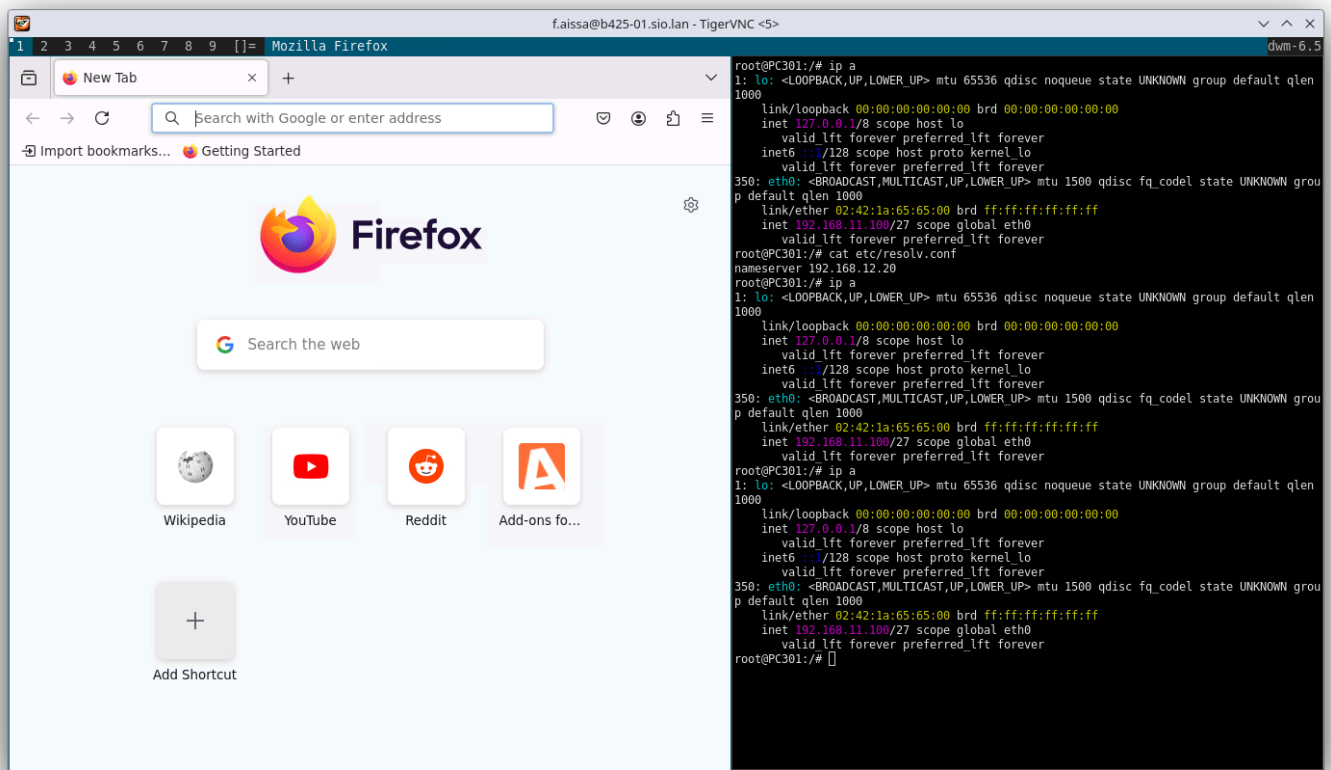 f.aissa@b425-01.sio.lan - TigerVNC <5>
1 2 3 4 5 6 7 8 9 []= Mozilla Firefox
dwm-6.5
New Tab
Search with Google or enter address
Import bookmarks... Getting Started
Firefox
Search the web
Wikipedia YouTube Reddit Add-ons fo...
Add Shortcut
root@PC301:/# ip a
1: lo: <LOOPBACK,UP,LOWER_UP> mtu 65536 qdisc noqueue state UNKNOWN group default qlen
1000
link/loopback 00:00:00:00:00:00 brd 00:00:00:00:00:00
inet 127.0.0.1/8 scope host lo
valid_lft forever preferred_lft forever
inet6 ::1/128 scope host proto kernel_lo
valid_lft forever preferred_lft forever
350: eth0: <BROADCAST,MULTICAST,UP,LOWER_UP> mtu 1500 qdisc fq_codel state UNKNOWN grou
p default qlen 1000
link/ether 02:42:1a:65:65:00 brd ff:ff:ff:ff:ff:ff
inet 192.168.11.100/27 scope global eth0
valid_lft forever preferred_lft forever
root@PC301:/# cat etc/resolv.conf
nameserver 192.168.12.20
root@PC301:/# ip a
1: lo: <LOOPBACK,UP,LOWER_UP> mtu 65536 qdisc noqueue state UNKNOWN group default qlen
1000
link/loopback 00:00:00:00:00:00 brd 00:00:00:00:00:00
inet 127.0.0.1/8 scope host lo
valid_lft forever preferred_lft forever
inet6 ::1/128 scope host proto kernel_lo
valid_lft forever preferred_lft forever
350: eth0: <BROADCAST,MULTICAST,UP,LOWER_UP> mtu 1500 qdisc fq_codel state UNKNOWN grou
p default qlen 1000
link/ether 02:42:1a:65:65:00 brd ff:ff:ff:ff:ff:ff
inet 192.168.11.100/27 scope global eth0
valid_lft forever preferred_lft forever
root@PC301:/# ip a
1: lo: <LOOPBACK,UP,LOWER_UP> mtu 65536 qdisc noqueue state UNKNOWN group default qlen
1000
link/loopback 00:00:00:00:00:00 brd 00:00:00:00:00:00
inet 127.0.0.1/8 scope host lo
valid_lft forever preferred_lft forever
inet6 ::1/128 scope host proto kernel_lo
valid_lft forever preferred_lft forever
350: eth0: <BROADCAST,MULTICAST,UP,LOWER_UP> mtu 1500 qdisc fq_codel state UNKNOWN grou
p default qlen 1000
link/ether 02:42:1a:65:65:00 brd ff:ff:ff:ff:ff:ff
inet 192.168.11.100/27 scope global eth0
valid_lft forever preferred_lft forever
root@PC301:/#